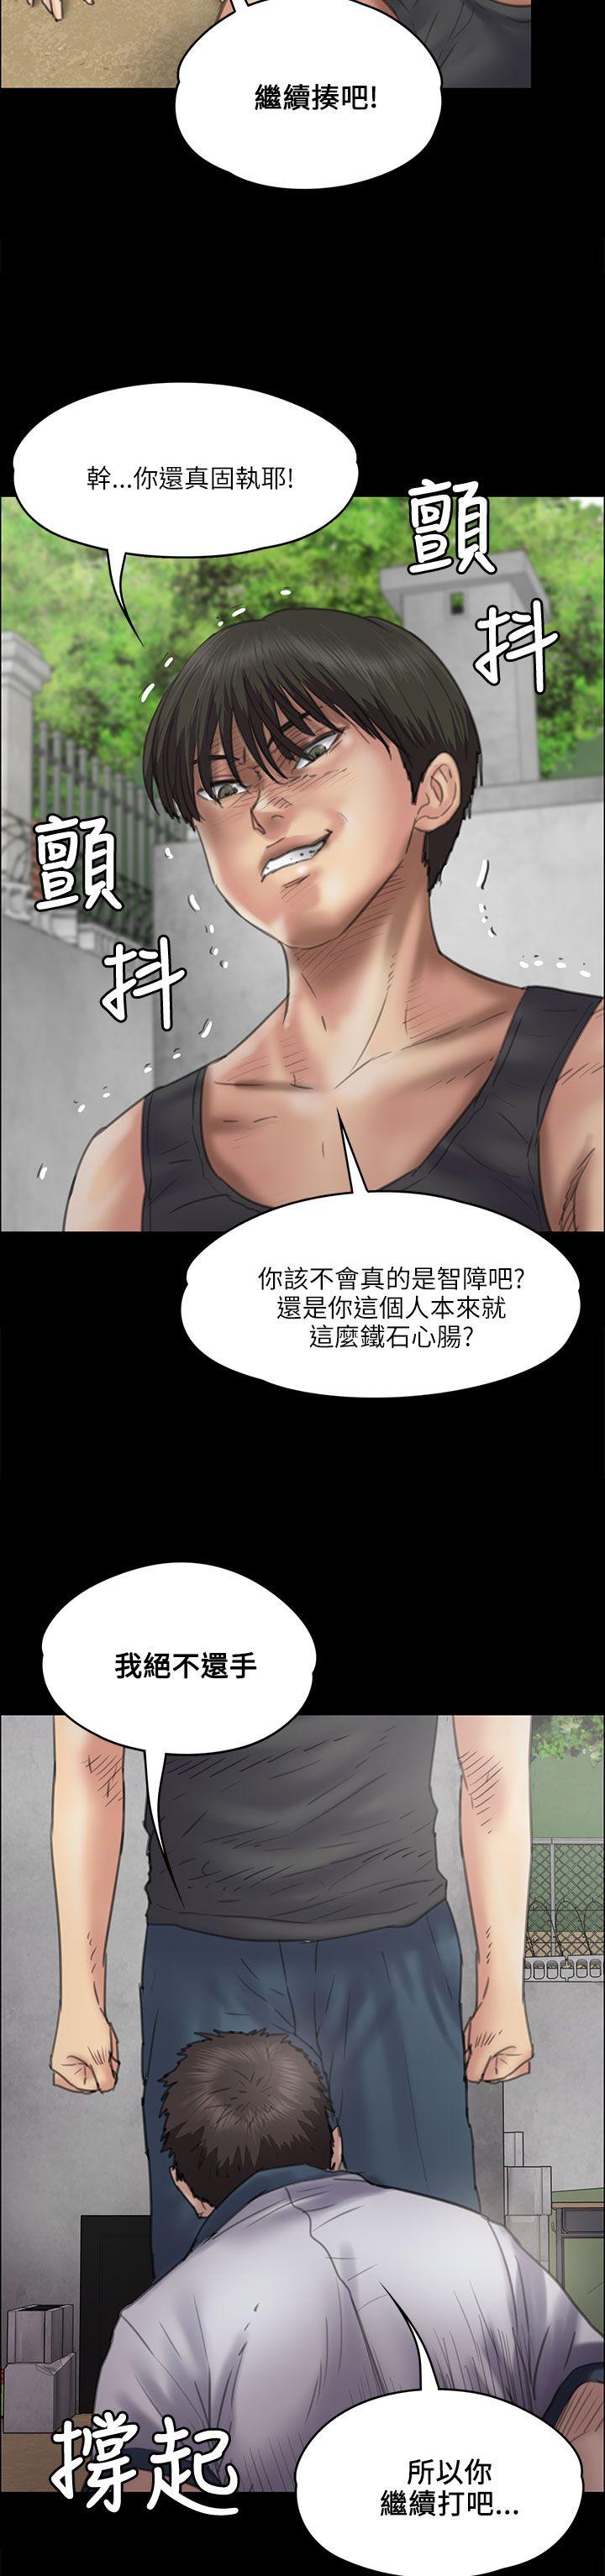 繼續揍吧!
幹...你還真固執耶!
顫
抖
顫
抖
你該不會真的是智障吧?
還是你這個人本來就
這麼鐵石心腸?
我絕不還手
撐起
所以你
繼續打吧...